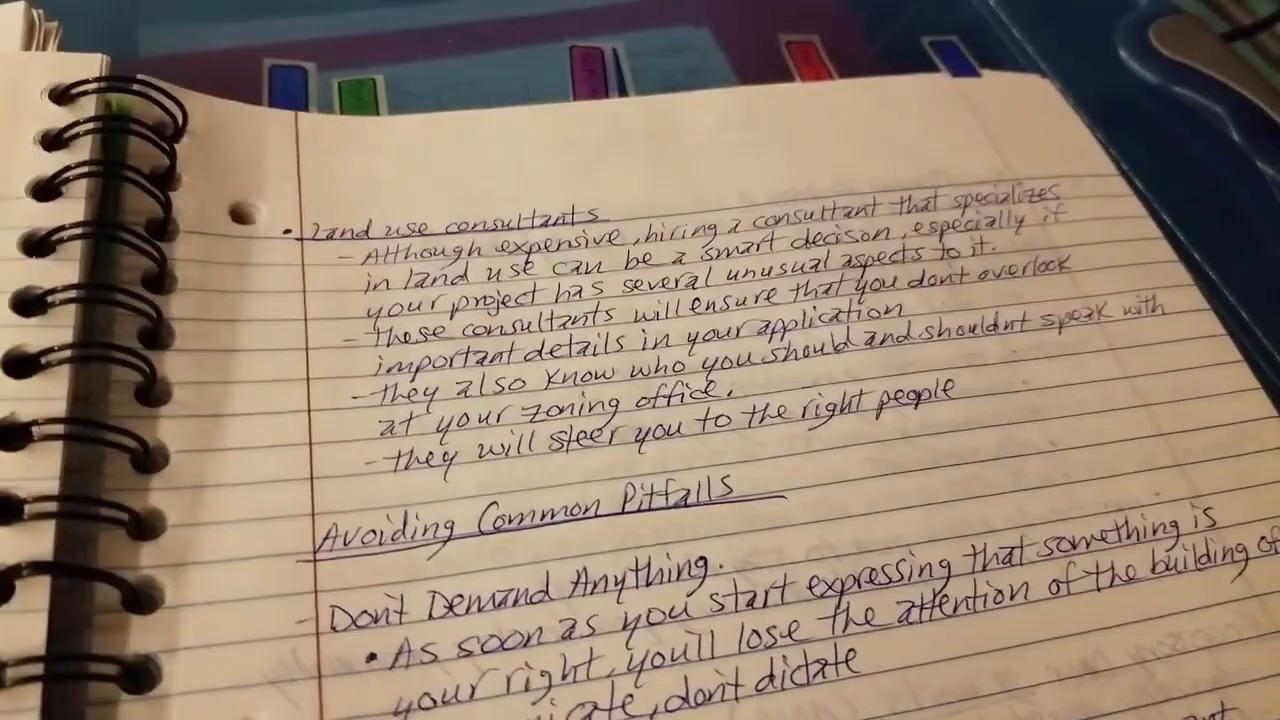 • Land use consultants
- Although expensive, hiring a consultant that specializes
in land use can be a smart decison, especially if
your project has several unusual aspects to it.
- These consultants will ensure that you dont overlook
important details in your application
- they also know who you should and shouldnt speak with
at your zoning office.
- they will steer you to the right people
Avoiding Common Pitfalls
- Don't Demand Anything.
• As soon as you start expressing that something is
your right, you'll lose the attention of the building of
don't dictate